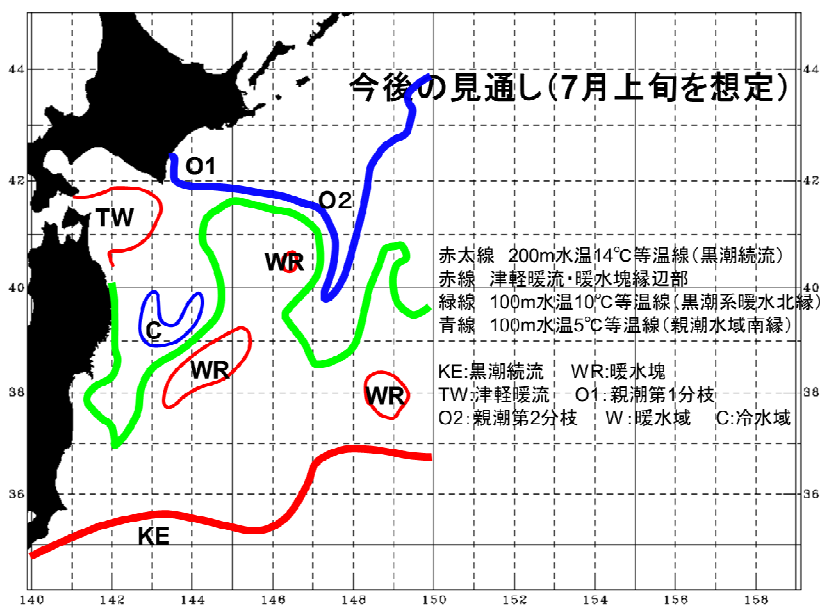 44
今後の見通し(7月上旬を想定)
44
42
O1
42
O2
TW
WR
赤太線 200m水温14℃等温線(黒潮続流)
赤線 津軽暖流・暖水塊縁辺部
40
緑線 100m水温10℃等温線(黒潮系暖水北縁)
40
青線 100m水温5℃等温線(親潮水域南縁)
C
WR
KE:黒潮続流 WR:暖水塊
38
WR
TW:津軽暖流 O1:親潮第1分枝
38
O2:親潮第2分枝 W:暖水域 C:冷水域
36
36
KE
140 142 144 146 148 150 152 154 156 158